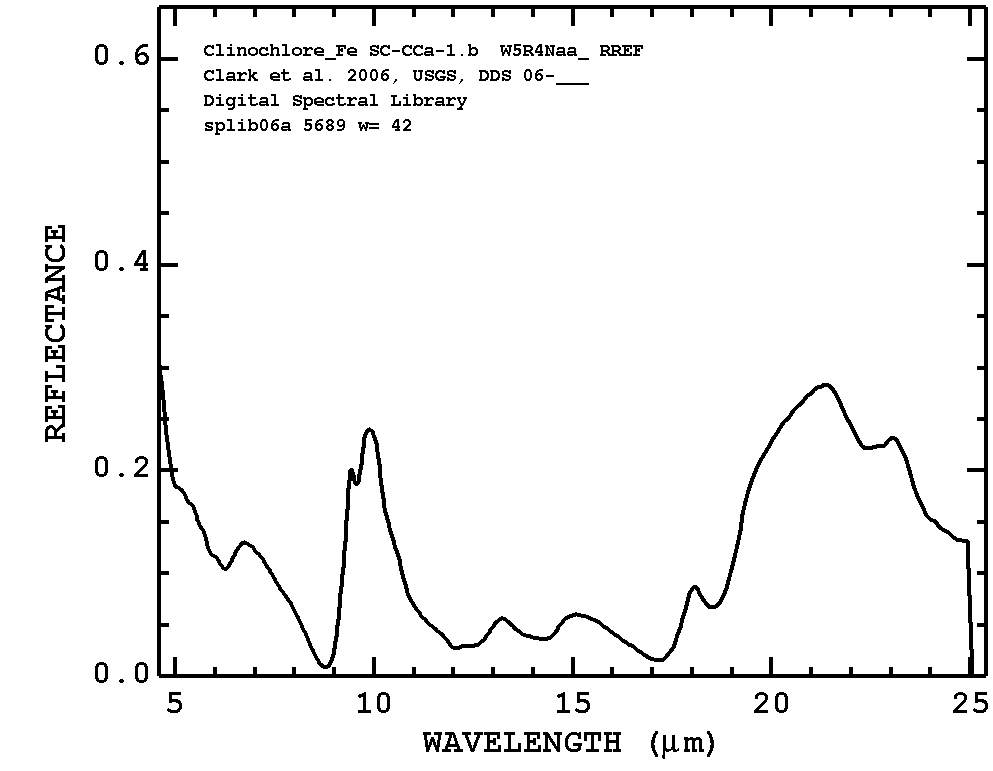 Clinochlore_Fe SC-CCa-1.b  W5R4Naa_ RREF
Clark et al. 2006, USGS, DDS 06-___
Digital Spectral Library
splib06a 5689 w= 42
REFLECTANCE
0.6
0.4
0.2
0.0
5 10 15 20 25
WAVELENGTH (μm)